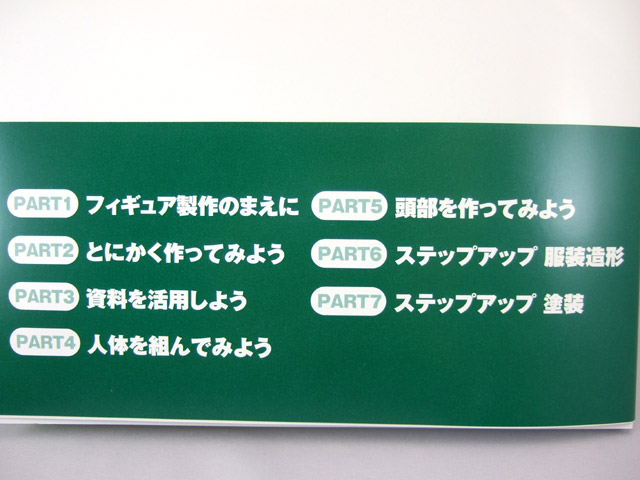 PART1 フィギュア製作のまえに
PART2 とにかく作ってみよう
PART3 資料を活用しよう
PART4 人体を組んでみよう
PART5 頭部を作ってみよう
PART6 ステップアップ 服装造形
PART7 ステップアップ 塗装